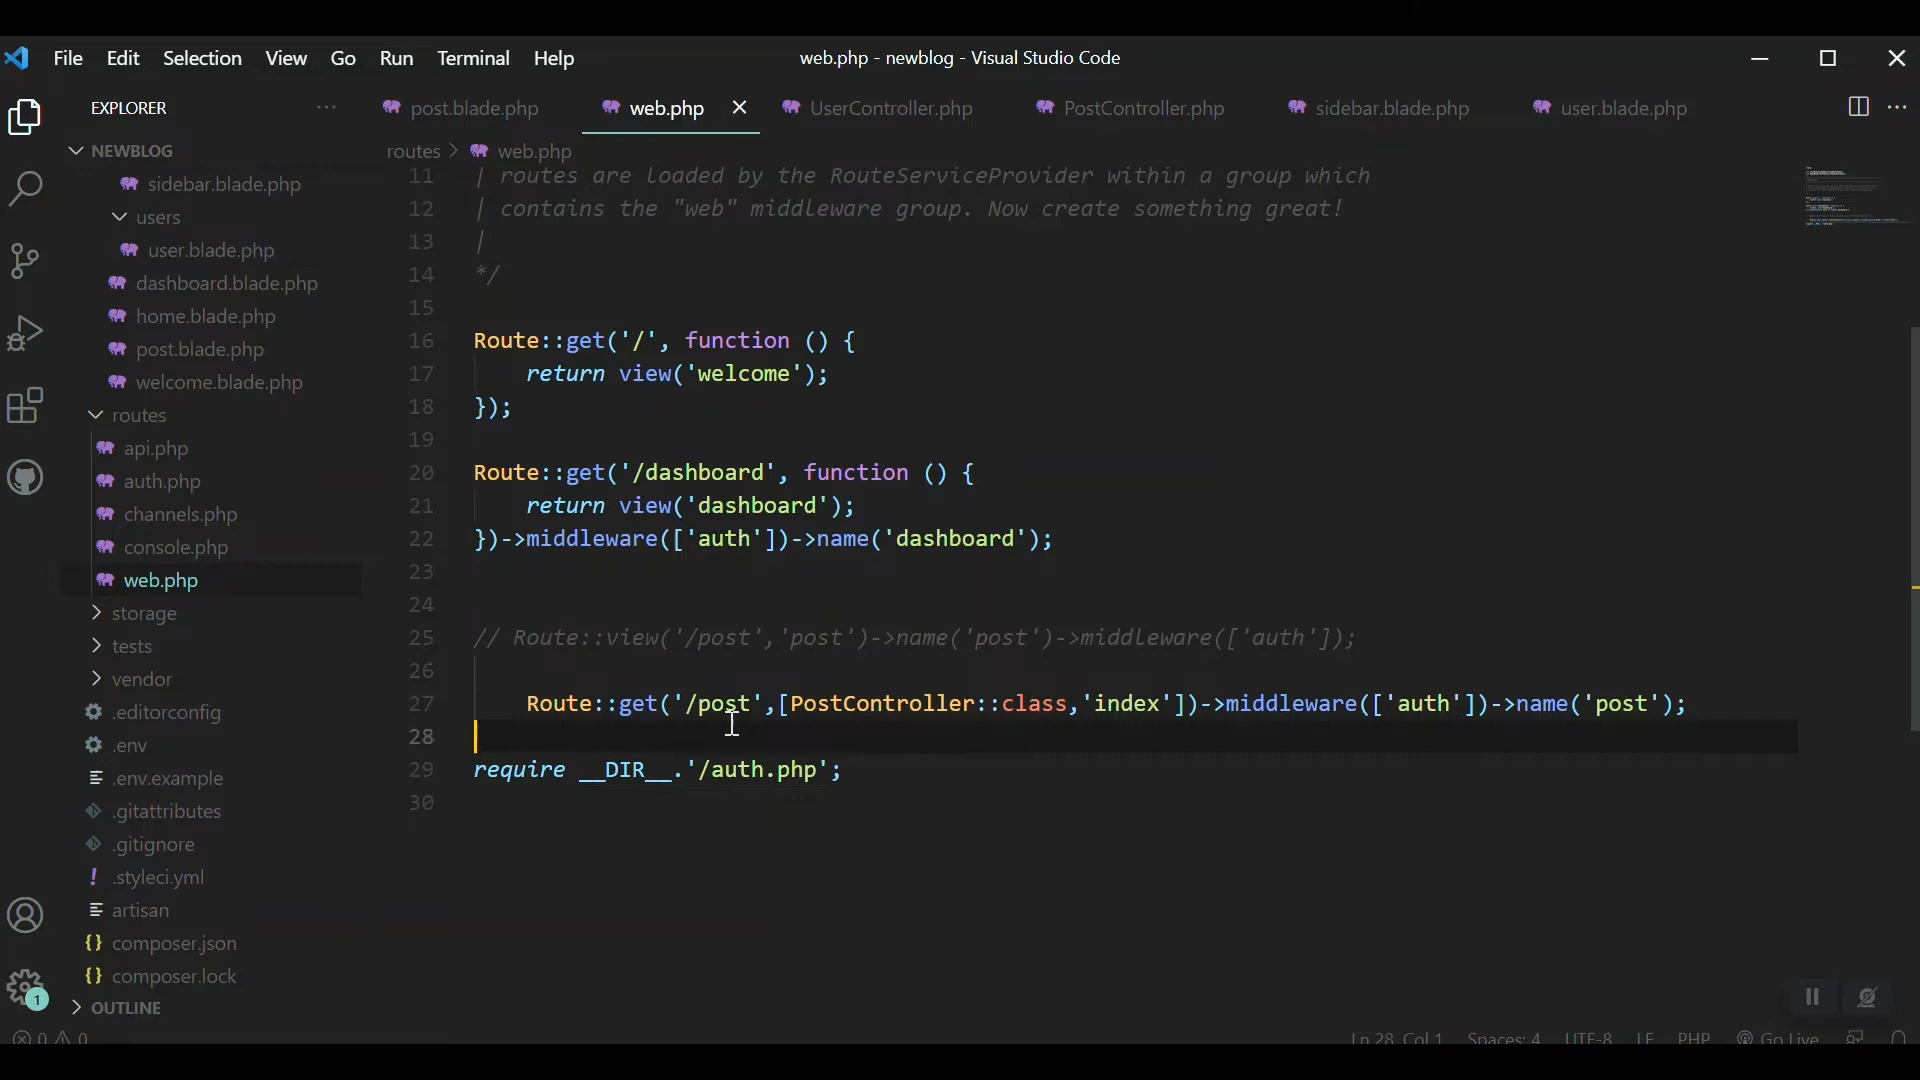 File Edit Selection View Go Run Terminal Help
web.php - newblog - Visual Studio Code
EXPLORER
post.blade.php
web.php
UserController.php
PostController.php
sidebar.blade.php
user.blade.php
NEWBLOG
sidebar.blade.php
users
user.blade.php
dashboard.blade.php
home.blade.php
post.blade.php
welcome.blade.php
routes
api.php
auth.php
channels.php
console.php
web.php
storage
tests
vendor
.editorconfig
.env
.env.example
.gitattributes
.gitignore
.styleci.yml
artisan
composer.json
composer.lock
OUTLINE
1
routes > web.php
11 | routes are loaded by the RouteServiceProvider within a group which
12 | contains the "web" middleware group. Now create something great!
13 |
14 */
15
16 Route::get('/', function () {
17 return view('welcome');
18 });
19
20 Route::get('/dashboard', function () {
21 return view('dashboard');
22 })->middleware(['auth'])->name('dashboard');
23
24
25 // Route::view('/post','post')->name('post')->middleware(['auth']);
26
27 Route::get('/post',[PostController::class,'index'])->middleware(['auth'])->name('post');
28
29 require __DIR__.'/auth.php';
30
0 0
Ln 28, Col 1 Spaces: 4 UTF-8 LF PHP Go Live